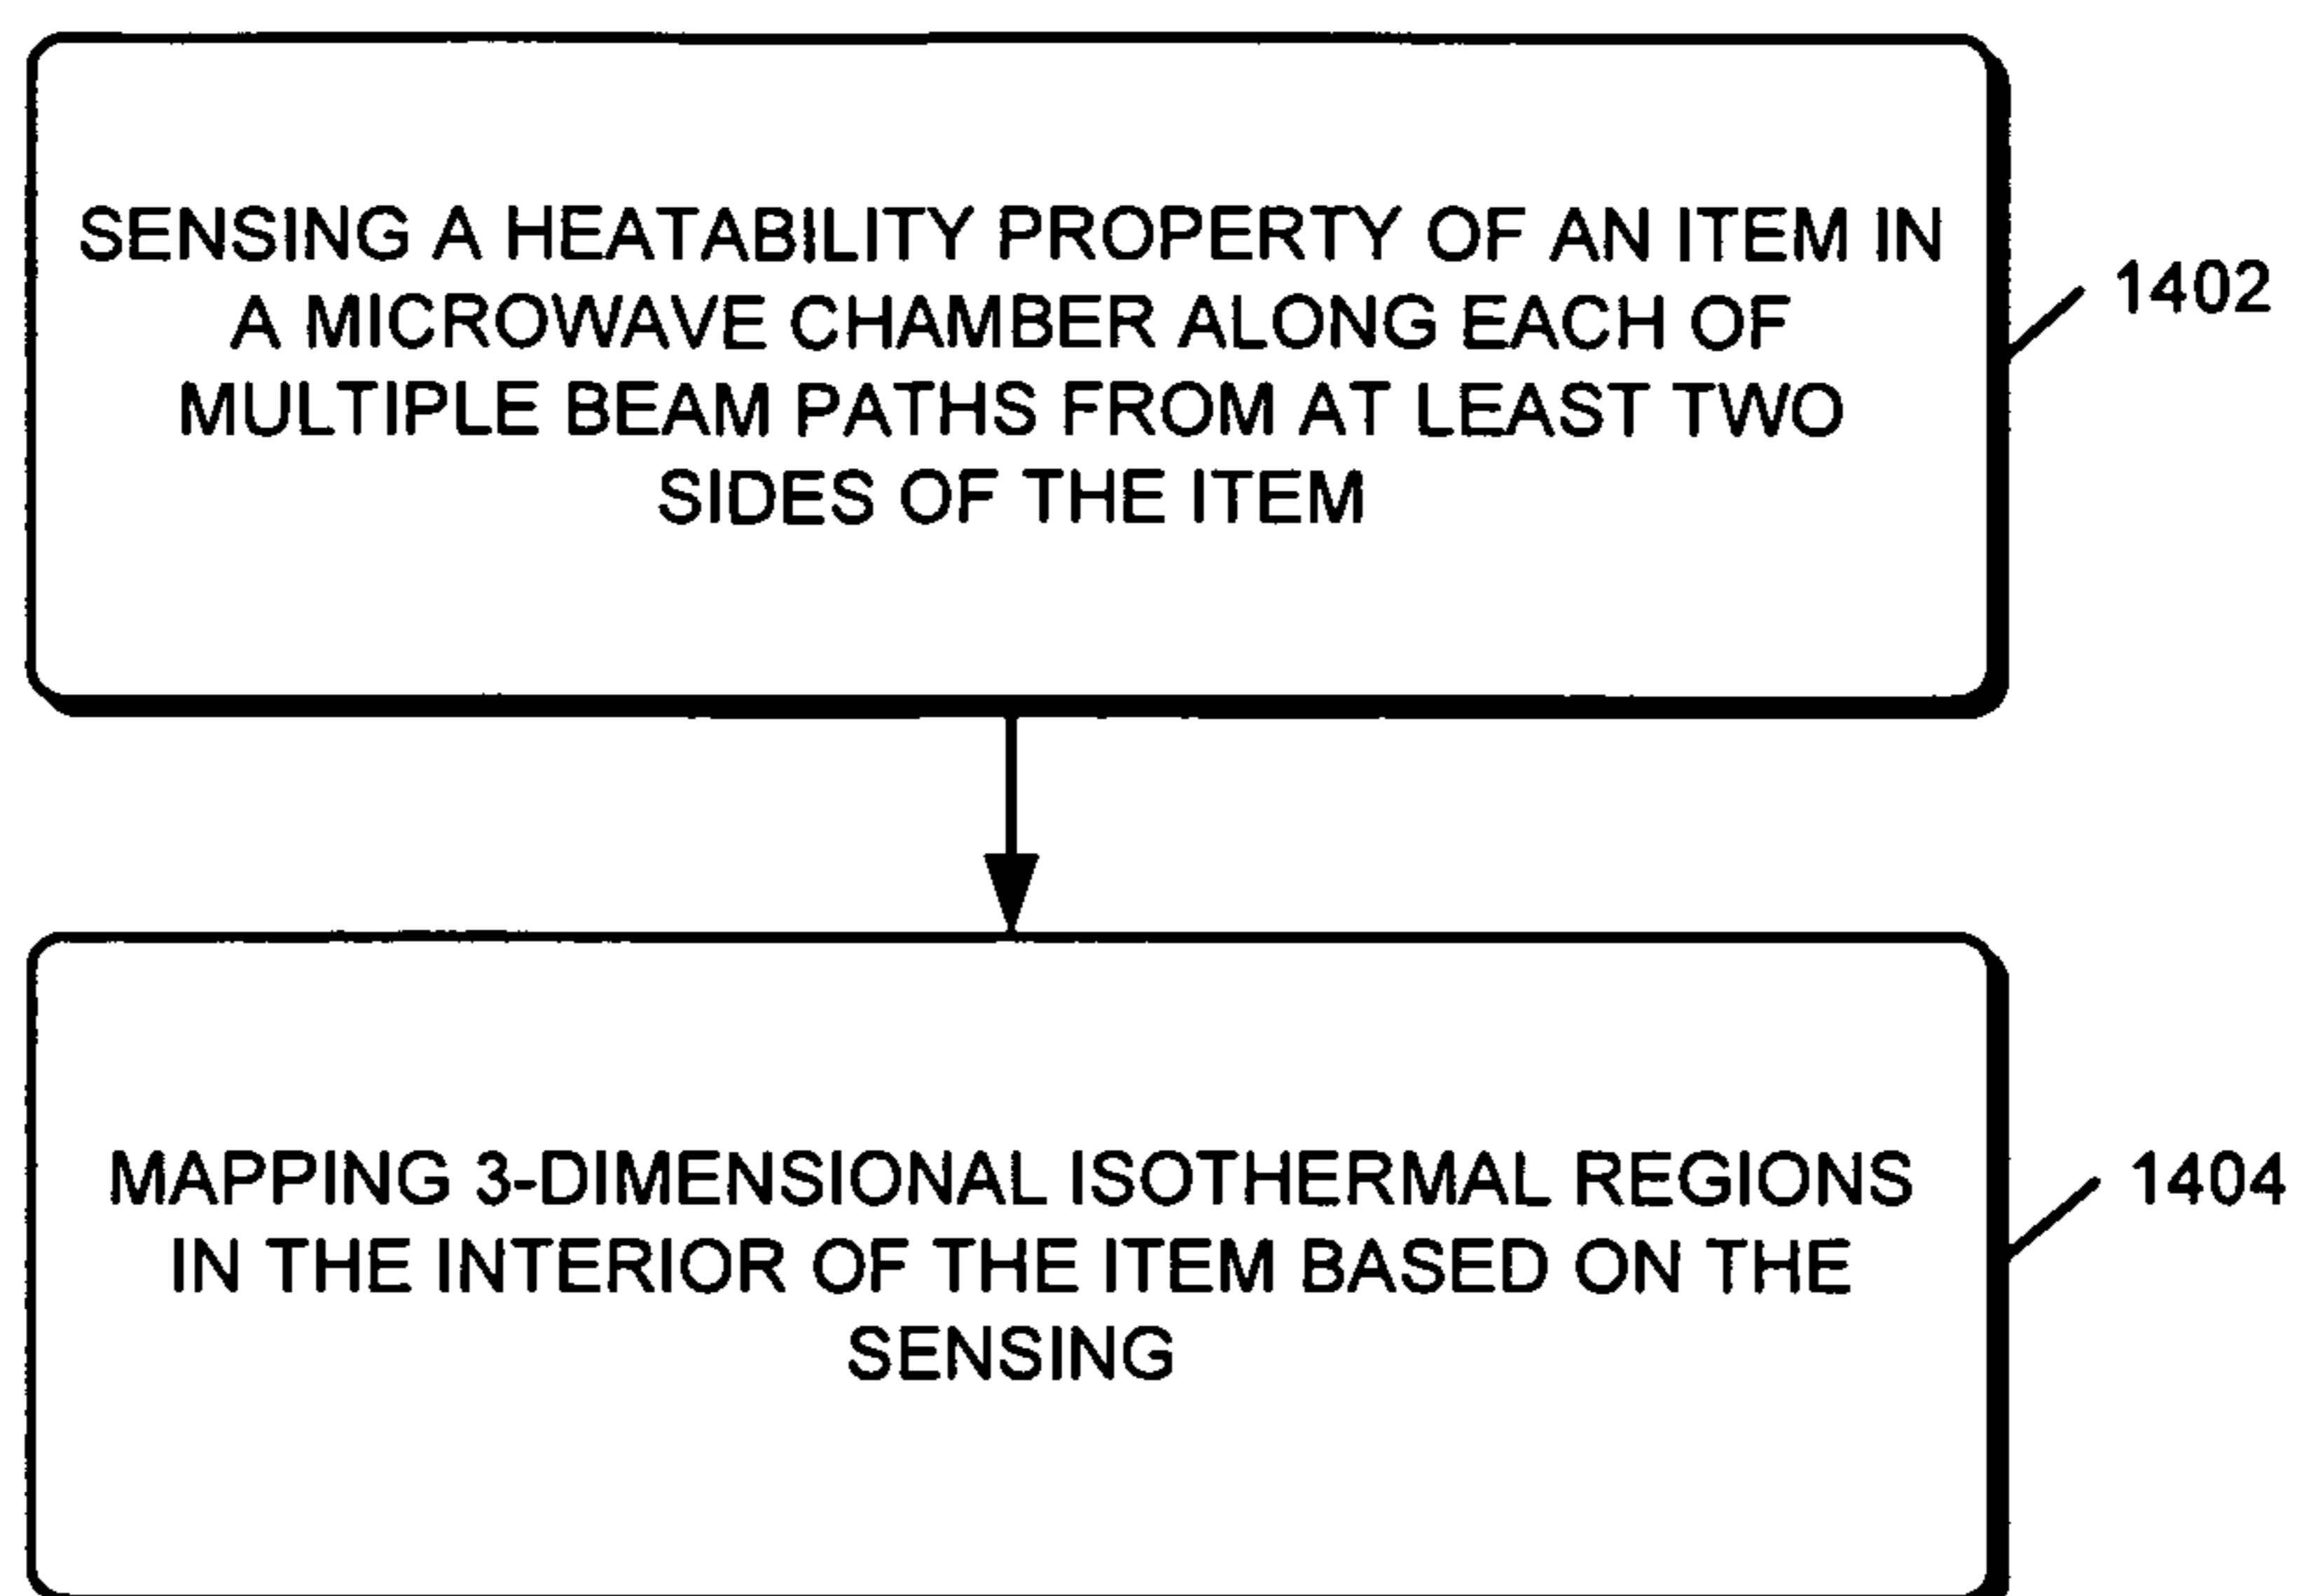 SENSING A HEATABILITY PROPERTY OF AN ITEM IN
A MICROWAVE CHAMBER ALONG EACH OF
MULTIPLE BEAM PATHS FROM AT LEAST TWO
SIDES OF THE ITEM
1402
MAPPING 3-DIMENSIONAL ISOTHERMAL REGIONS
IN THE INTERIOR OF THE ITEM BASED ON THE
SENSING
1404